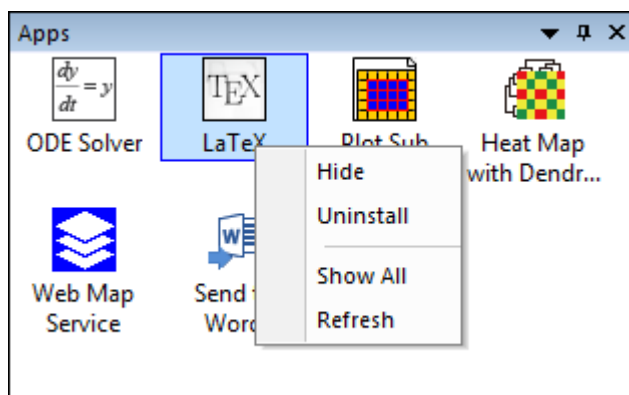 Apps
dy
dt = y
TEX
ODE Solver
LaTeX
Plot Sub
Heat Map
with Dendr...
Hide
Uninstall
Show All
Refresh
W
Web Map
Service
Send
Word